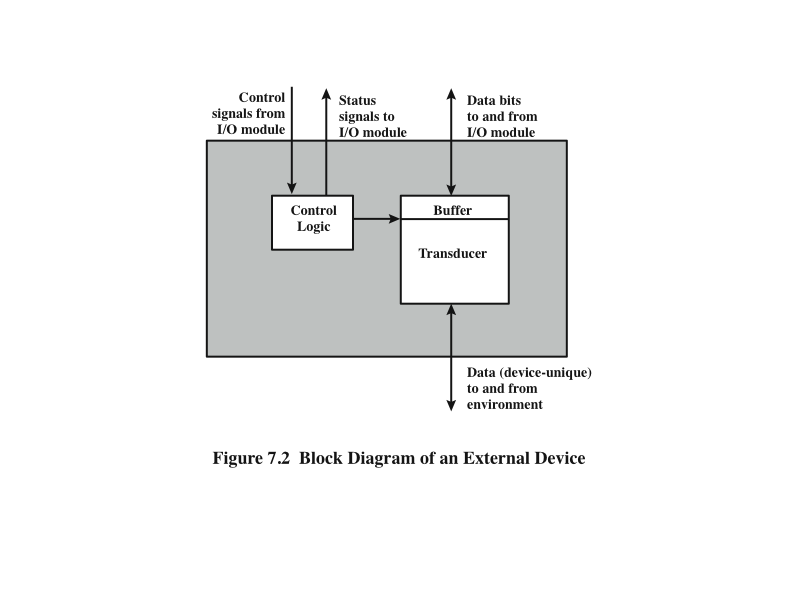 Control
signals from
I/O module
Status
signals to
I/O module
Data bits
to and from
I/O module
Control
Logic
Buffer
Transducer
Data (device-unique)
to and from
environment
Figure 7.2  Block Diagram of an External Device